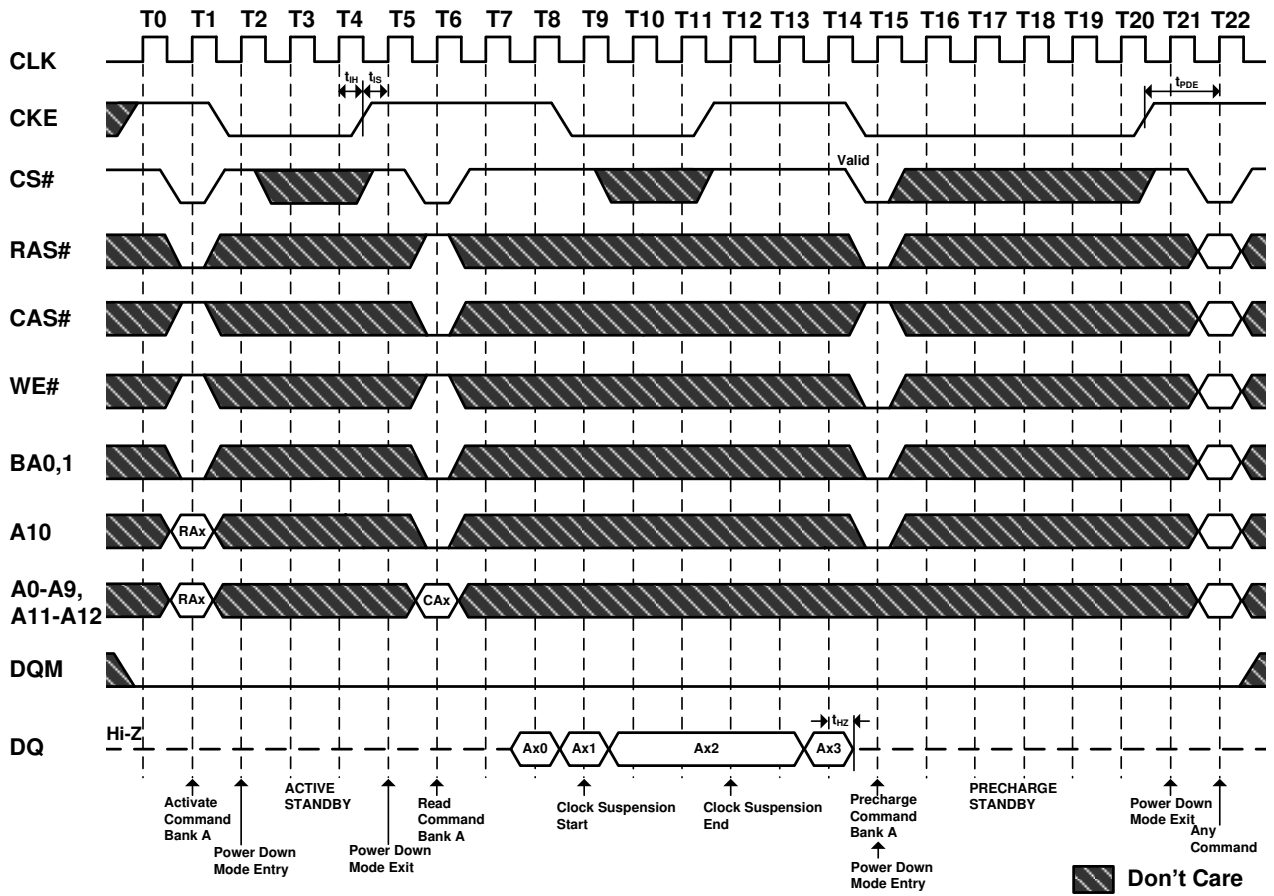 T0 T1 T2 T3 T4 T5 T6 T7 T8 T9 T10 T11 T12 T13 T14 T15 T16 T17 T18 T19 T20 T21 T22
CLK
tIH tIS tPDE
CKE
Valid
CS#
RAS#
CAS#
WE#
BA0,1
A10
RAx
A0-A9,
A11-A12
RAx CAx
DQM
Hi-Z
tHZ
DQ
Ax0 Ax1 Ax2 Ax3
Activate
Command
Bank A
ACTIVE
STANDBY
Power Down
Mode Entry
Power Down
Mode Exit
Read
Command
Bank A
Clock Suspension
Start
Clock Suspension
End
Precharge
Command
Bank A
Power Down
Mode Entry
PRECHARGE
STANDBY
Power Down
Mode Exit
Any
Command
Don't Care